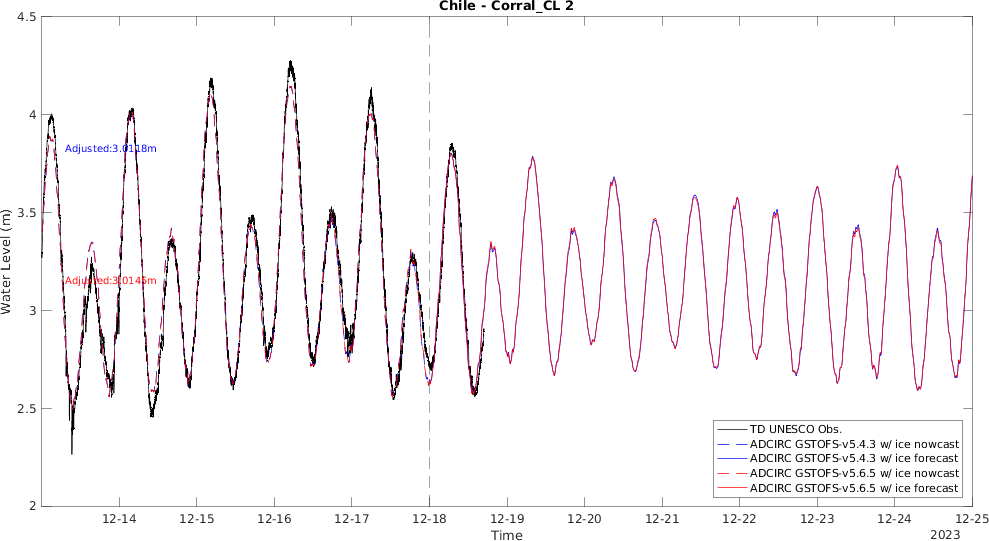 Chile - Corral_CL 2
4.5
4
3.5
3
2.5
2
Water Level (m)
Adjusted:3.0118m
Adjusted:3.0145m
TD UNESCO Obs.
ADCIRC GSTOFS-v5.4.3 w/ ice nowcast
ADCIRC GSTOFS-v5.4.3 w/ ice forecast
ADCIRC GSTOFS-v5.6.5 w/ ice nowcast
ADCIRC GSTOFS-v5.6.5 w/ ice forecast
12-14 12-15 12-16 12-17 12-18 12-19 12-20 12-21 12-22 12-23 12-24 12-25
Time
2023